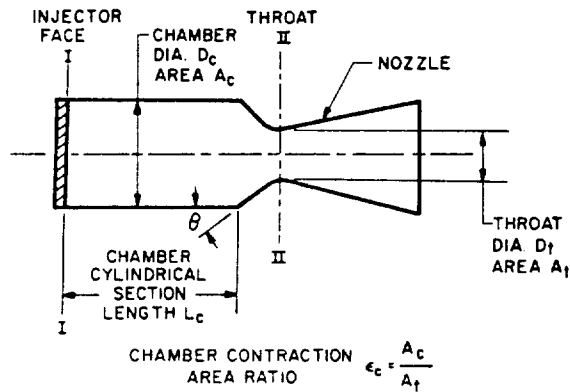 INJECTOR
FACE
I
CHAMBER
DIA. Dc
AREA Ac
THROAT
II
NOZZLE
θ
II
THROAT
DIA. Dt
AREA At
CHAMBER
CYLINDRICAL
SECTION
LENGTH Lc
I
CHAMBER CONTRACTION
AREA RATIO
ϵc = Ac/At